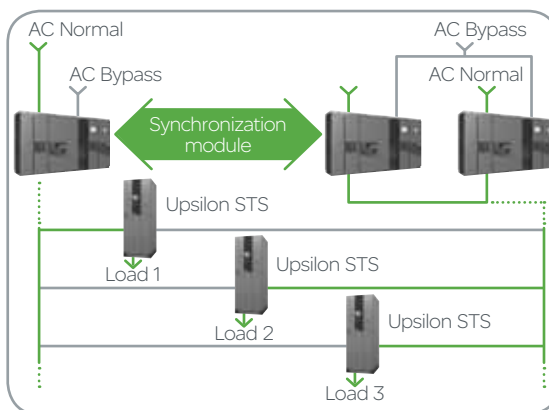 AC Normal
AC Bypass
AC Bypass
AC Normal
Synchronization
module
Upsilon STS
Load 1
Upsilon STS
Load 2
Upsilon STS
Load 3